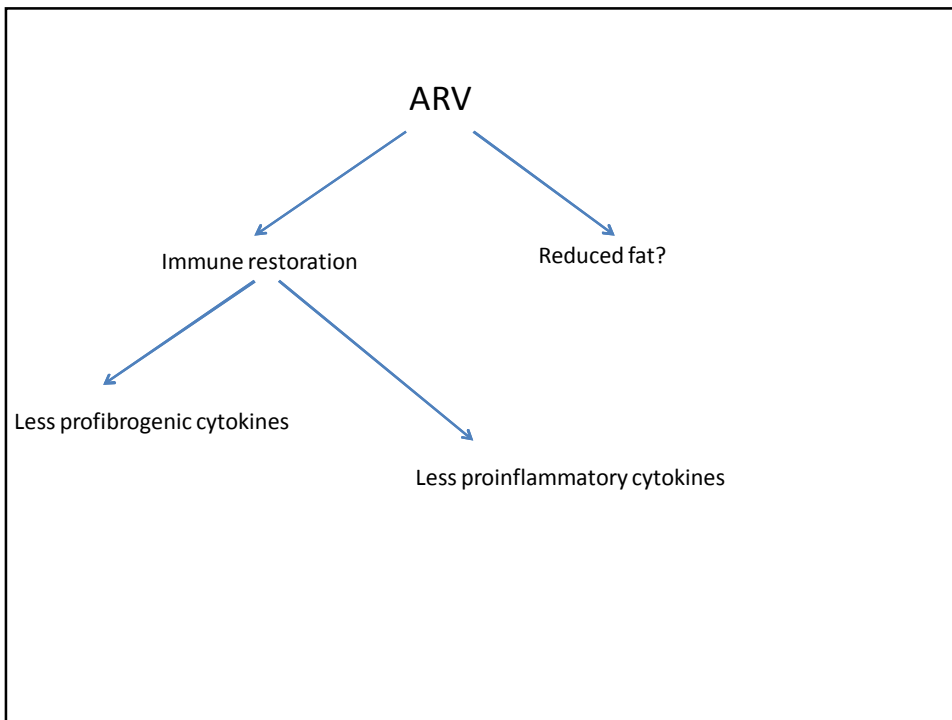 ARV
Immune restoration
Reduced fat?
Less profibrogenic cytokines
Less proinflammatory cytokines